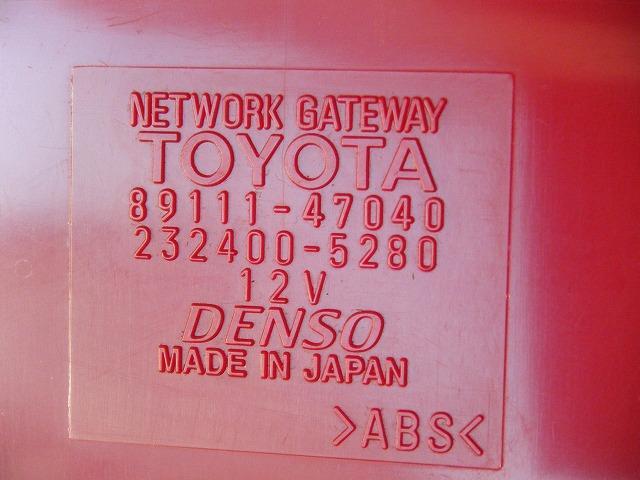 NETWORK GATEWAY
TOYOTA
89111-47040
232400-5280
12V
DENSO
MADE IN JAPAN
>ABS<